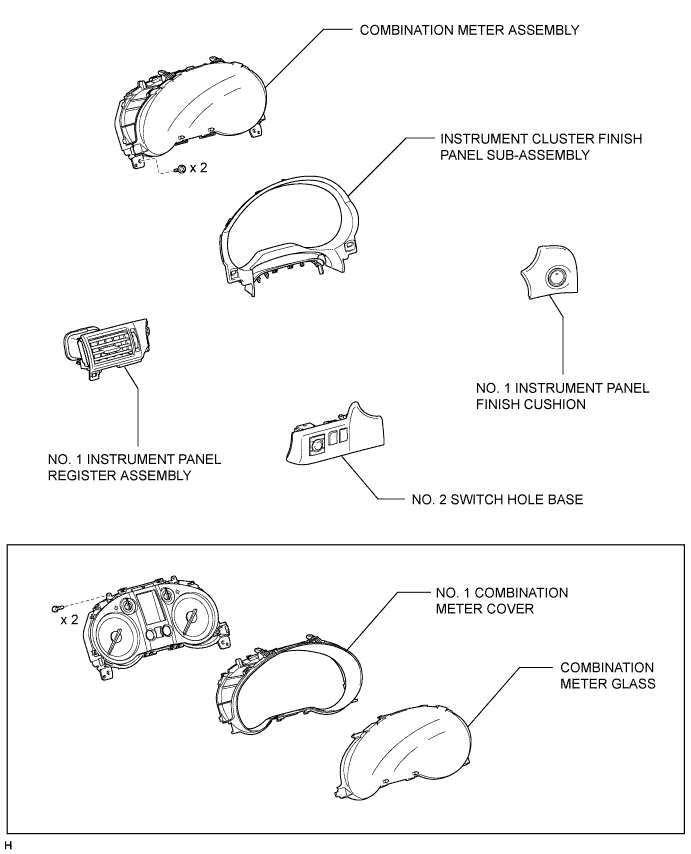 COMBINATION METER ASSEMBLY
x 2
INSTRUMENT CLUSTER FINISH
PANEL SUB-ASSEMBLY
NO. 1 INSTRUMENT PANEL
FINISH CUSHION
NO. 1 INSTRUMENT PANEL
REGISTER ASSEMBLY
NO. 2 SWITCH HOLE BASE
x 2
NO. 1 COMBINATION
METER COVER
COMBINATION
METER GLASS
H